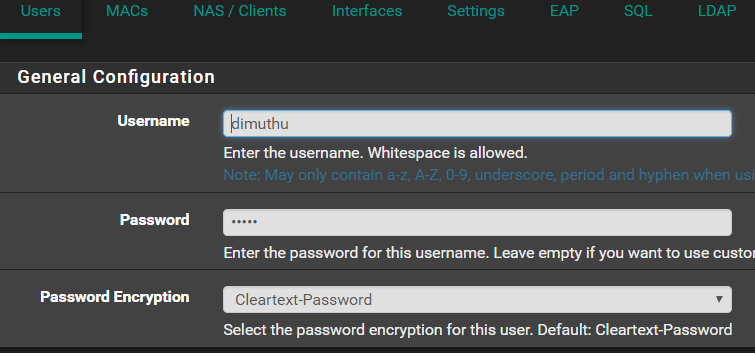 Users MACs NAS / Clients Interfaces Settings EAP SQL LDAP
General Configuration
Username dimuthu
Enter the username. Whitespace is allowed.
Note: May only contain a-z, A-Z, 0-9, underscore, period and hyphen when usi
Password •••••
Enter the password for this username. Leave empty if you want to use custo
Password Encryption Cleartext-Password
Select the password encryption for this user. Default: Cleartext-Password